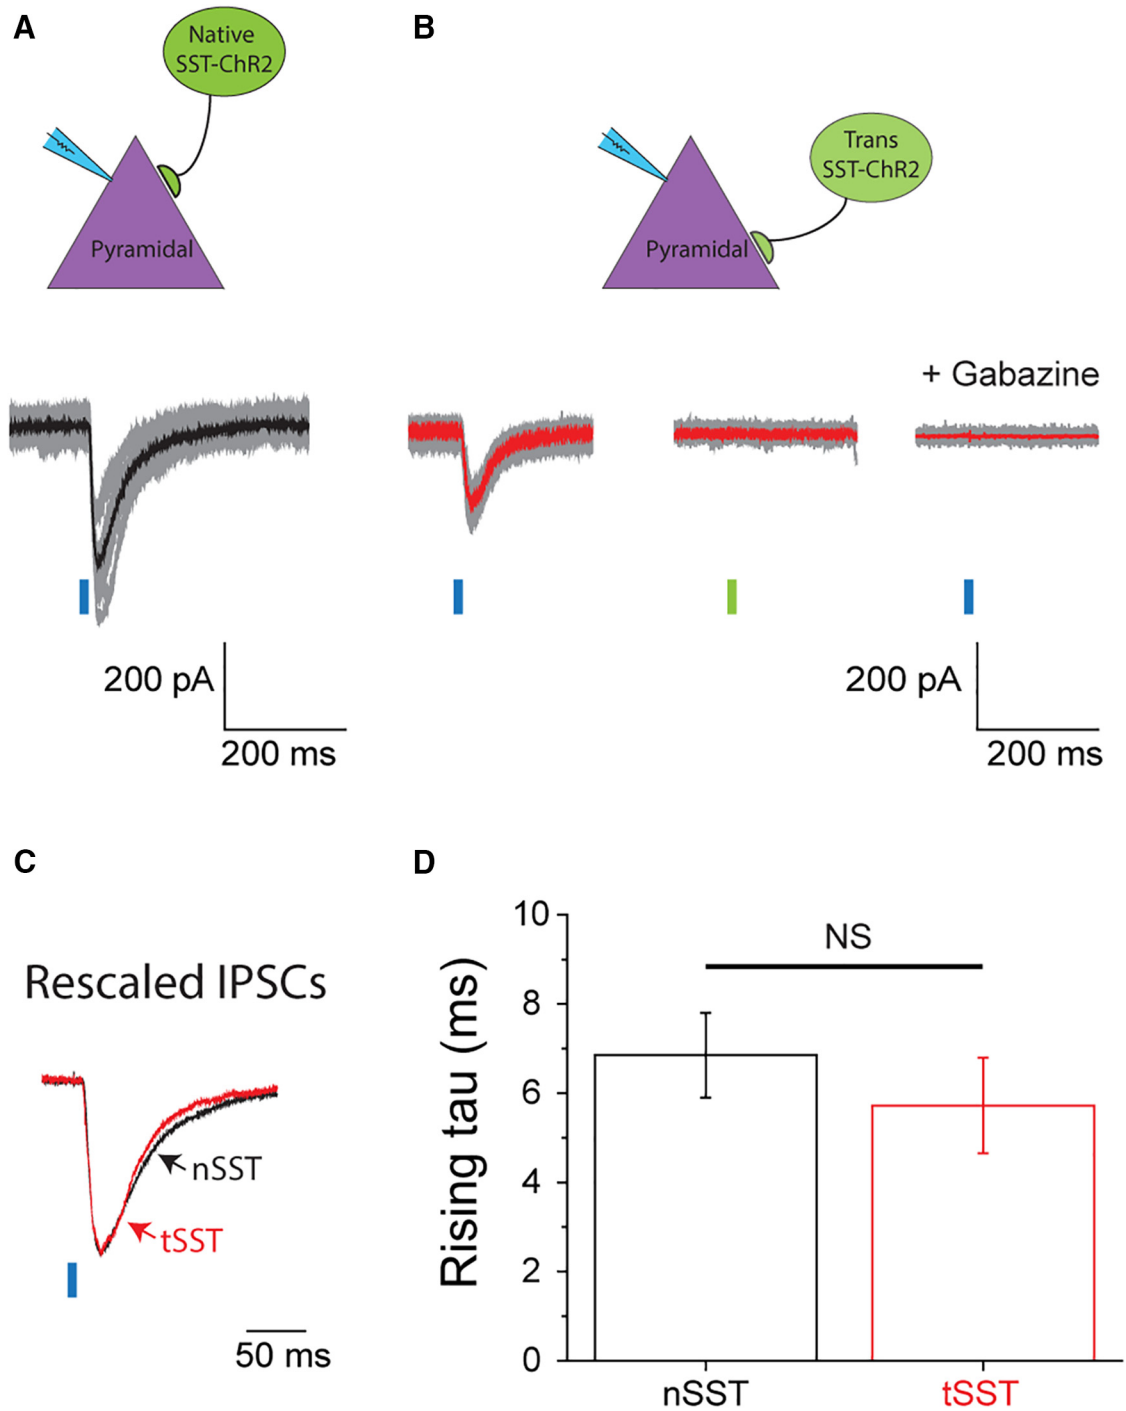 A
Native
SST-ChR2
Pyramidal
200 pA
200 ms
B
Trans
SST-ChR2
Pyramidal
+ Gabazine
200 pA
200 ms
C
Rescaled IPSCs
nSST
tSST
50 ms
D
NS
Rising tau (ms)
10
8
6
4
2
0
nSST
tSST